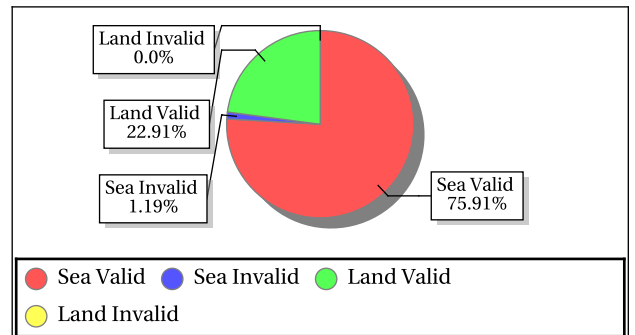 Land Invalid
0.0%
Land Valid
22.91%
Sea Invalid
1.19%
Sea Valid
75.91%
Sea Valid Sea Invalid Land Valid
Land Invalid